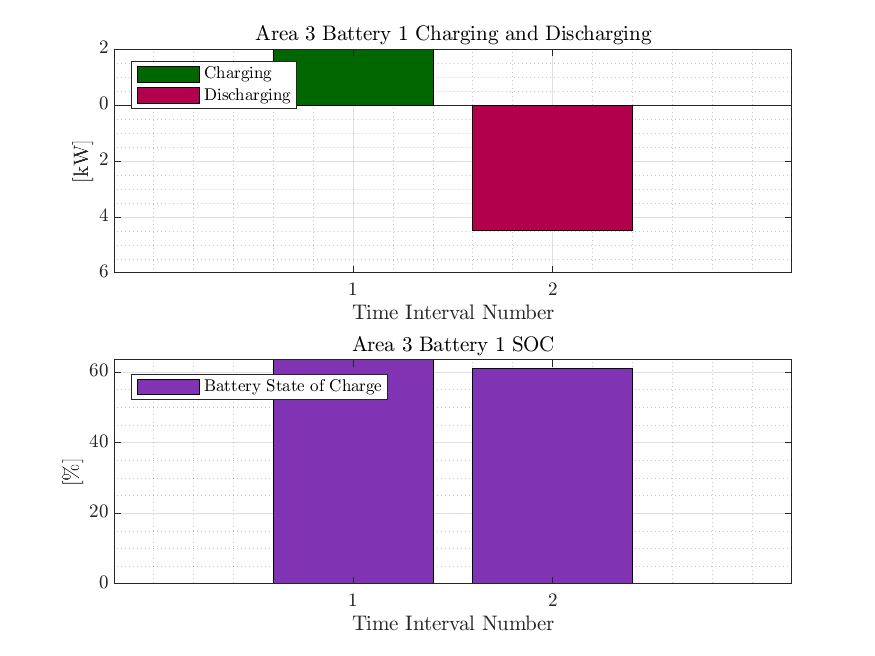 Area 3 Battery 1 Charging and Discharging
2
Charging
Discharging
0
2
4
6
[kW]
1 2
Time Interval Number
Area 3 Battery 1 SOC
60
Battery State of Charge
40
20
0
[%]
1 2
Time Interval Number